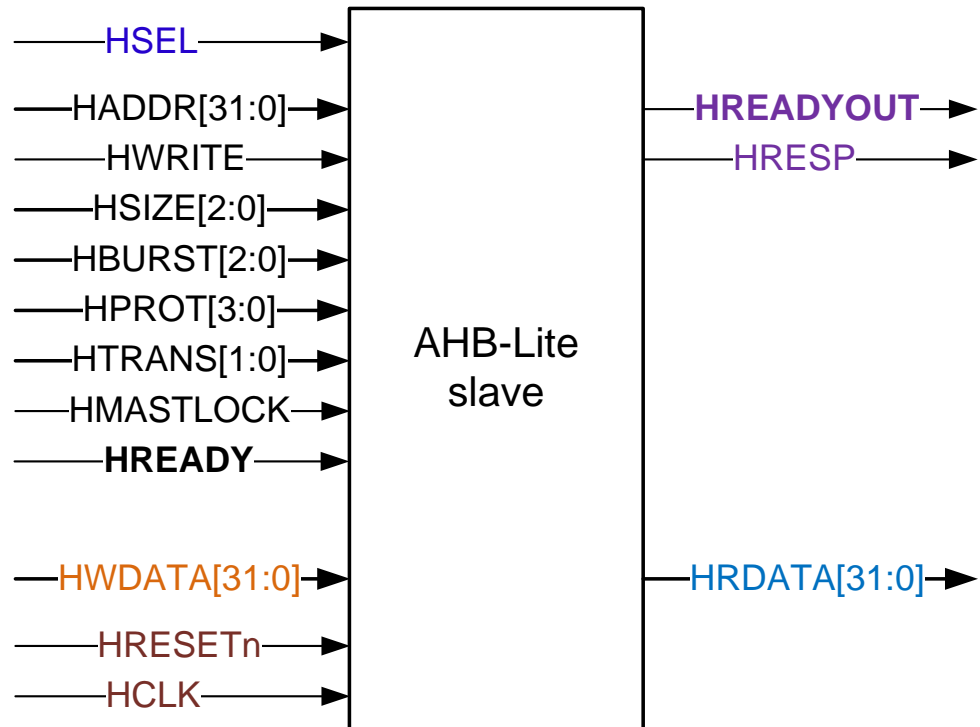 HSEL
HADDR[31:0]
HWRITE
HSIZE[2:0]
HBURST[2:0]
HPROT[3:0]
HTRANS[1:0]
HMASTLOCK
HREADY
HWDATA[31:0]
HRESETn
HCLK
AHB-Lite
slave
HREADYOUT
HRESP
HRDATA[31:0]